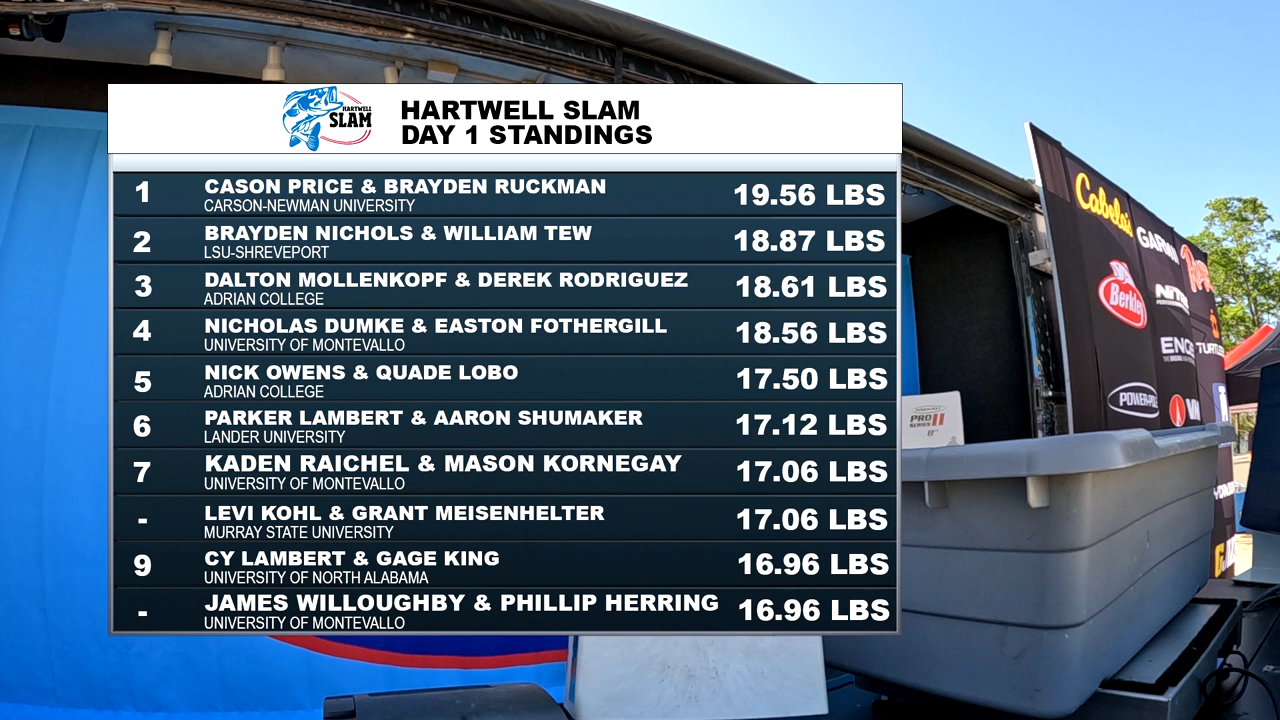 HARTWELL
SLAM
HARTWELL SLAM
DAY 1 STANDINGS
1 CASON PRICE & BRAYDEN RUCKMAN 19.56 LBS
CARSON-NEWMAN UNIVERSITY
2 BRAYDEN NICHOLS & WILLIAM TEW 18.87 LBS
LSU-SHREVEPORT
3 DALTON MOLLENKOPF & DEREK RODRIGUEZ 18.61 LBS
ADRIAN COLLEGE
4 NICHOLAS DUMKE & EASTON FOTHERGILL 18.56 LBS
UNIVERSITY OF MONTEVALLO
5 NICK OWENS & QUADE LOBO 17.50 LBS
ADRIAN COLLEGE
6 PARKER LAMBERT & AARON SHUMAKER 17.12 LBS
LANDER UNIVERSITY
7 KADEN RAICHEL & MASON KORNEGAY 17.06 LBS
UNIVERSITY OF MONTEVALLO
- LEVI KOHL & GRANT MEISENHELTER 17.06 LBS
MURRAY STATE UNIVERSITY
9 CY LAMBERT & GAGE KING 16.96 LBS
UNIVERSITY OF NORTH ALABAMA
- JAMES WILLOUGHBY & PHILLIP HERRING 16.96 LBS
UNIVERSITY OF MONTEVALLO
Cabela's
GARMIN
Berkley
NITRO
POWER-POLE
PRO II
SERIES